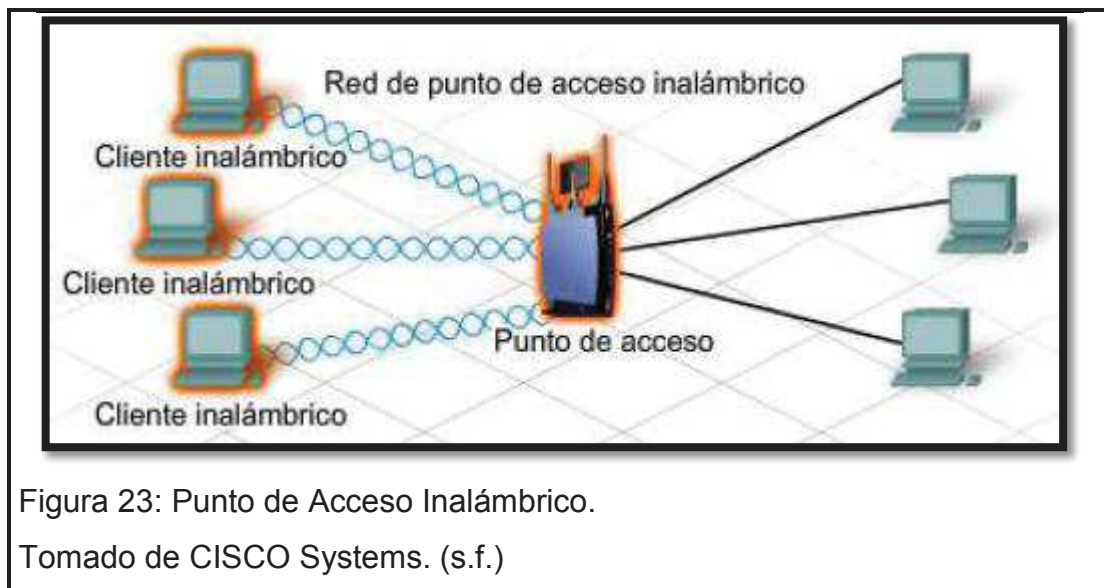 Red de punto de acceso inalámbrico
Cliente inalámbrico
Cliente inalámbrico
Punto de acceso
Cliente inalámbrico
Figura 23: Punto de Acceso Inalámbrico.
Tomado de CISCO Systems. (s.f.)